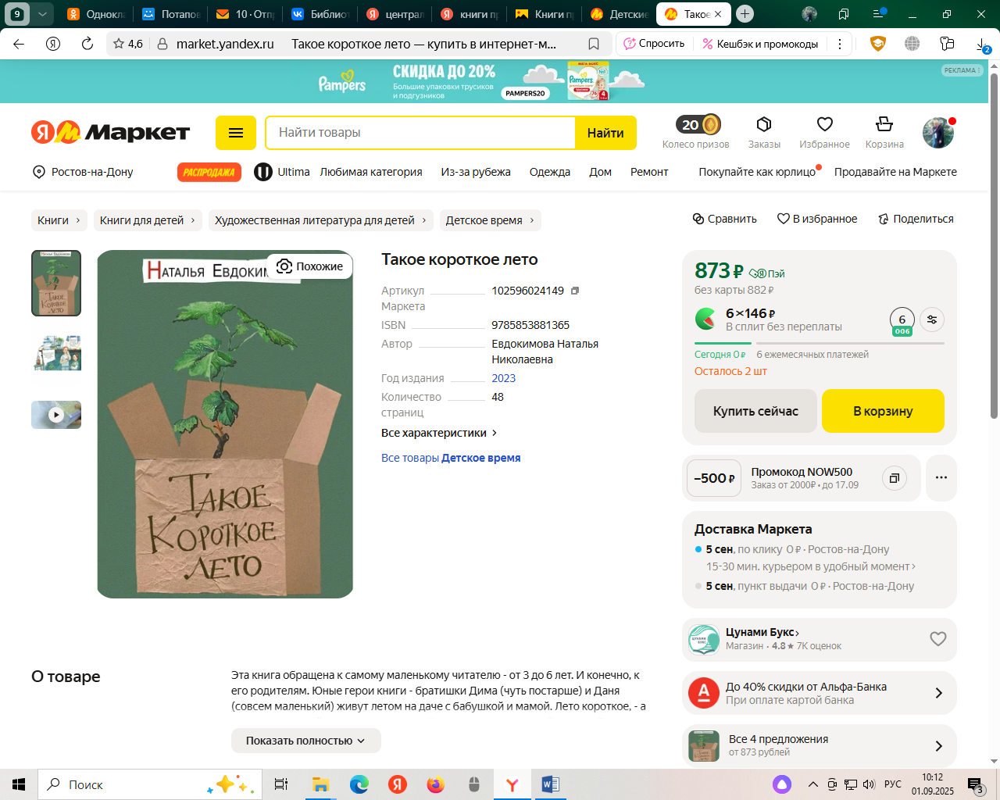 9
Однокла
Потапов
10 · Отпр
Библиот
централ
книги пр
Книги пр
Детские
Такое
4,6
market.yandex.ru
Такое короткое лето — купить в интернет-м...
Спросить
Кешбэк и промокоды
2
Pampers
СКИДКА ДО 20%
Большие упаковки трусиков
и подгузников
PAMPERS20
РЕКЛАМА
Я М Маркет
Найти товары
Найти
20
Колесо призов
Заказы
Избранное
Корзина
Ростов-на-Дону
РАСПРОДАЖА
Ultima
Любимая категория
Из-за рубежа
Одежда
Дом
Ремонт
Покупайте как юрлицо
Продавайте на Маркете
Книги
Книги для детей
Художественная литература для детей
Детское время
Сравнить
В избранное
Поделиться
Наталья Евдоким
Похожие
Такое
Короткое
лето
Такое короткое лето
Артикул Маркета 102596024149
ISBN 9785853881365
Автор Евдокимова Наталья Николаевна
Год издания 2023
Количество страниц 48
Все характеристики
Все товары Детское время
873 ₽ Пэй
без карты 882 ₽
6×146 ₽
В сплит без переплаты
6
006
Сегодня 0 ₽
6 ежемесячных платежей
Осталось 2 шт
Купить сейчас
В корзину
–500 ₽
Промокод NOW500
Заказ от 2000₽ • до 17.09
Доставка Маркета
5 сен, по клику 0 ₽ · Ростов-на-Дону
15-30 мин. курьером в удобный момент
5 сен, пункт выдачи 0 ₽ · Ростов-на-Дону
Цунами Букс
Магазин • 4.8 ★ 7K оценок
До 40% скидки от Альфа-Банка
При оплате картой банка
Все 4 предложения
от 873 рублей
О товаре
Эта книга обращена к самому маленькому читателю - от 3 до 6 лет. И конечно, к
его родителям. Юные герои книги - братишки Дима (чуть постарше) и Даня
(совсем маленький) живут летом на даче с бабушкой и мамой. Лето короткое, - а
Показать полностью
Поиск
РУС
10:12
01.09.2025
3